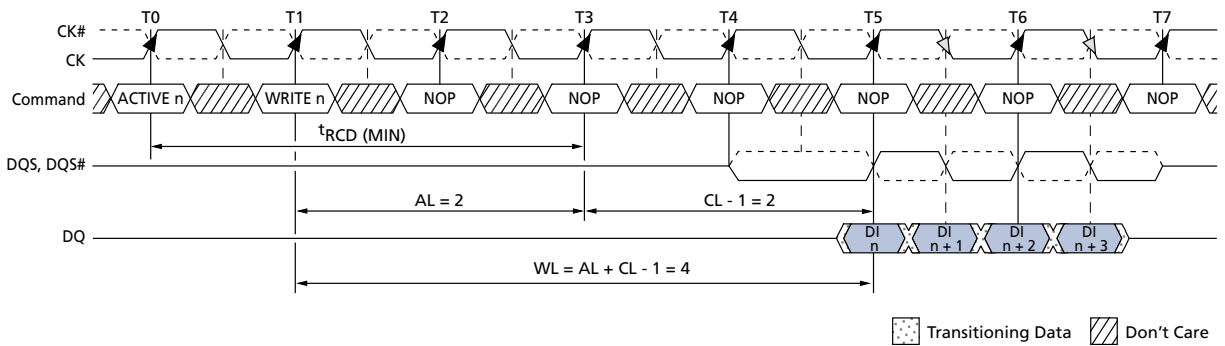 T0 T1 T2 T3 T4 T5 T6 T7
CK#
CK
Command ACTIVE n WRITE n NOP NOP NOP NOP NOP NOP
tRCD (MIN)
DQS, DQS#
AL = 2 CL - 1 = 2
DQ DI n DI n + 1 DI n + 2 DI n + 3
WL = AL + CL - 1 = 4
Transitioning Data Don't Care